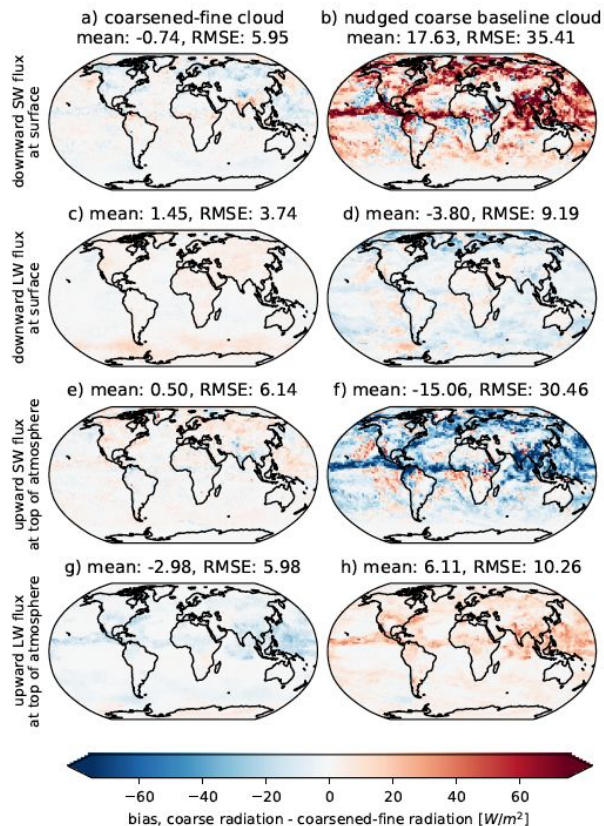 a) coarsened-fine cloud
mean: -0.74, RMSE: 5.95
b) nudged coarse baseline cloud
mean: 17.63, RMSE: 35.41
downward SW flux
at surface
c) mean: 1.45, RMSE: 3.74
d) mean: -3.80, RMSE: 9.19
downward LW flux
at surface
e) mean: 0.50, RMSE: 6.14
f) mean: -15.06, RMSE: 30.46
upward SW flux
at top of atmosphere
g) mean: -2.98, RMSE: 5.98
h) mean: 6.11, RMSE: 10.26
upward LW flux
at top of atmosphere
−60 −40 −20 0 20 40 60
bias, coarse radiation - coarsened-fine radiation [W/m²]